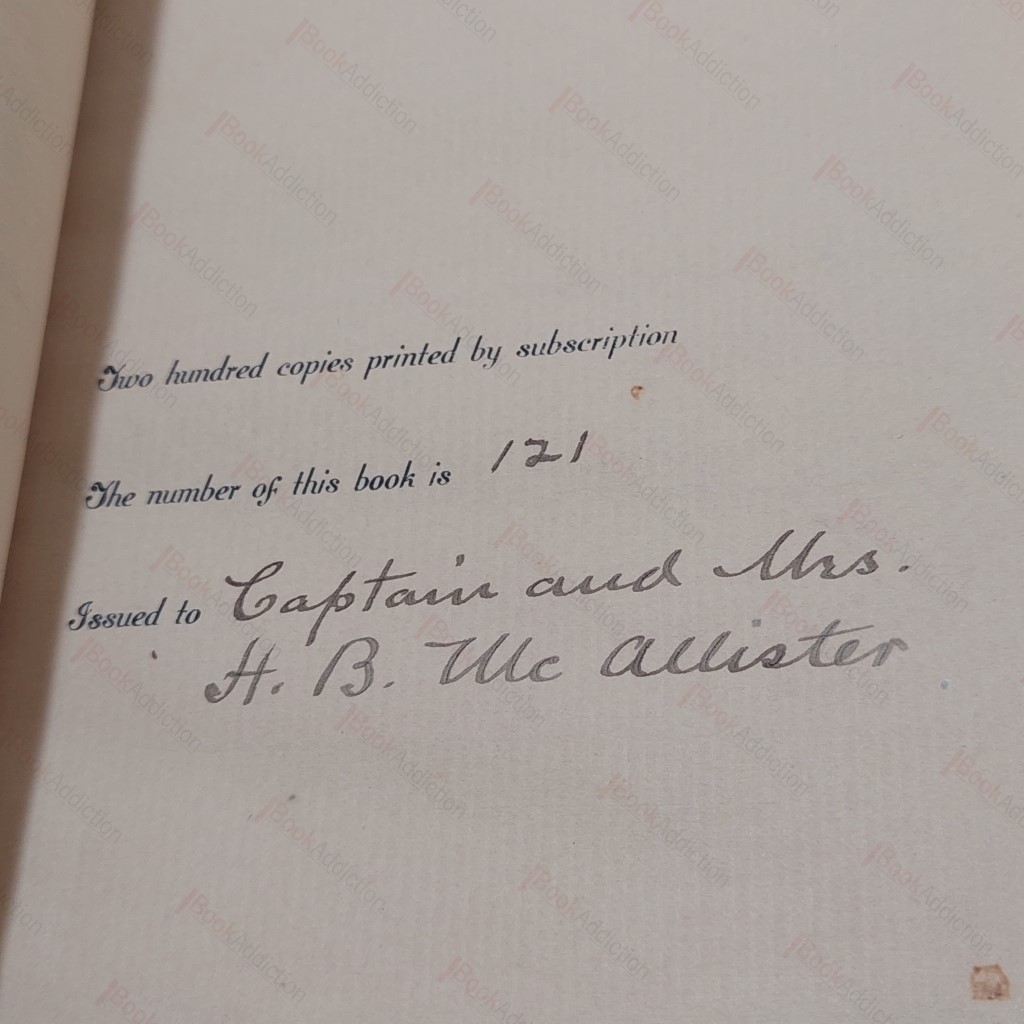 Two hundred copies printed by subscription
The number of this book is 121
Issued to Captain and Mrs.
H. B. Mc Allister
BookAddiction